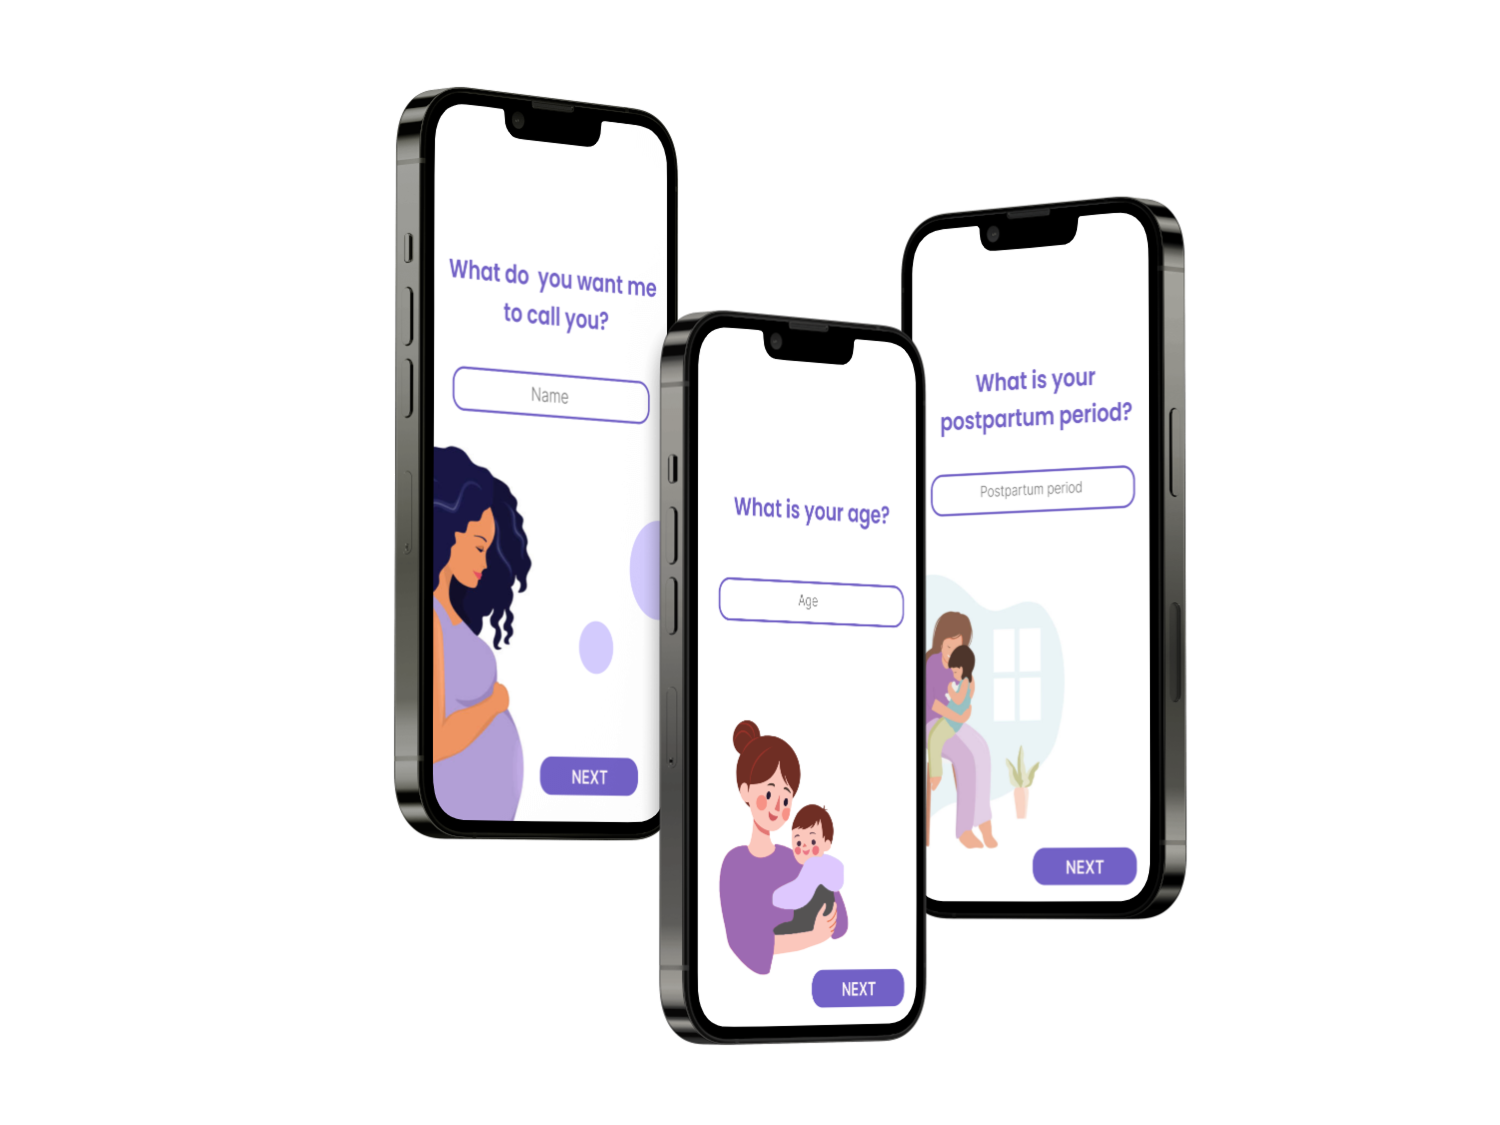 What do you want me
to call you?
Name
NEXT
What is your age?
Age
NEXT
What is your
postpartum period?
Postpartum period
NEXT